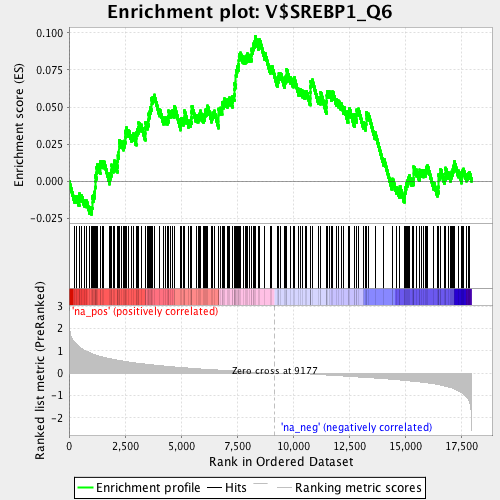 Enrichment plot: V$SREBP1_Q6
Enrichment score (ES)
0.100
0.075
0.050
0.025
0.000
-0.025
'na_pos' (positively correlated)
Ranked list metric (PreRanked)
3
2
1
0
-1
-2
Zero cross at 9177
'na_neg' (negatively correlated)
0
2,500
5,000
7,500
10,000
12,500
15,000
17,500
Rank in Ordered Dataset
Enrichment profile
Hits
Ranking metric scores